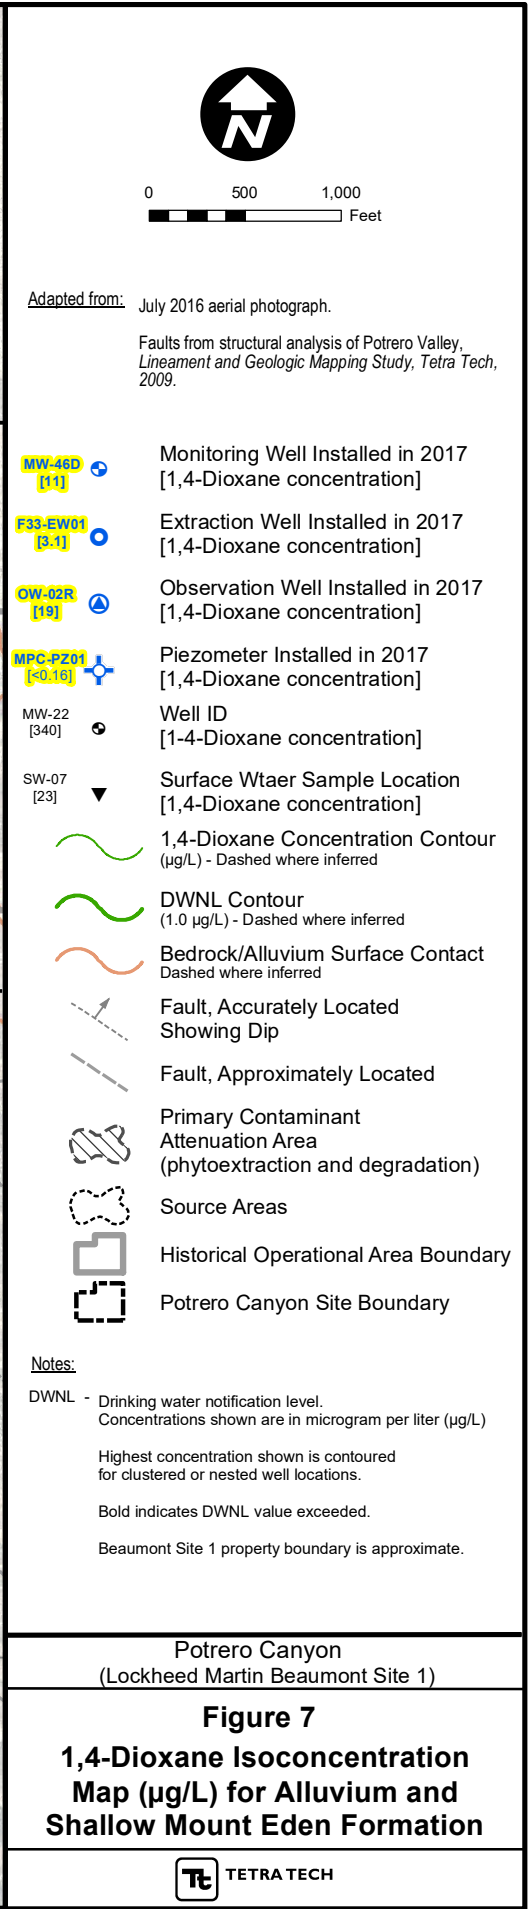 N
0 500 1,000
Feet
Adapted from: July 2016 aerial photograph.
Faults from structural analysis of Potrero Valley,
Lineament and Geologic Mapping Study, Tetra Tech,
2009.
MW-46D
[11]
Monitoring Well Installed in 2017
[1,4-Dioxane concentration]
F33-EW01
[3.1]
Extraction Well Installed in 2017
[1,4-Dioxane concentration]
OW-02R
[19]
Observation Well Installed in 2017
[1,4-Dioxane concentration]
MPC-PZ01
[<0.16]
Piezometer Installed in 2017
[1,4-Dioxane concentration]
MW-22
[340]
Well ID
[1-4-Dioxane concentration]
SW-07
[23]
Surface Wtaer Sample Location
[1,4-Dioxane concentration]
1,4-Dioxane Concentration Contour
(µg/L) - Dashed where inferred
DWNL Contour
(1.0 µg/L) - Dashed where inferred
Bedrock/Alluvium Surface Contact
Dashed where inferred
Fault, Accurately Located
Showing Dip
Fault, Approximately Located
Primary Contaminant
Attenuation Area
(phytoextraction and degradation)
Source Areas
Historical Operational Area Boundary
Potrero Canyon Site Boundary
Notes:
DWNL - Drinking water notification level.
Concentrations shown are in microgram per liter (µg/L)
Highest concentration shown is contoured
for clustered or nested well locations.
Bold indicates DWNL value exceeded.
Beaumont Site 1 property boundary is approximate.
Potrero Canyon
(Lockheed Martin Beaumont Site 1)
Figure 7
1,4-Dioxane Isoconcentration
Map (µg/L) for Alluvium and
Shallow Mount Eden Formation
Tt TETRA TECH